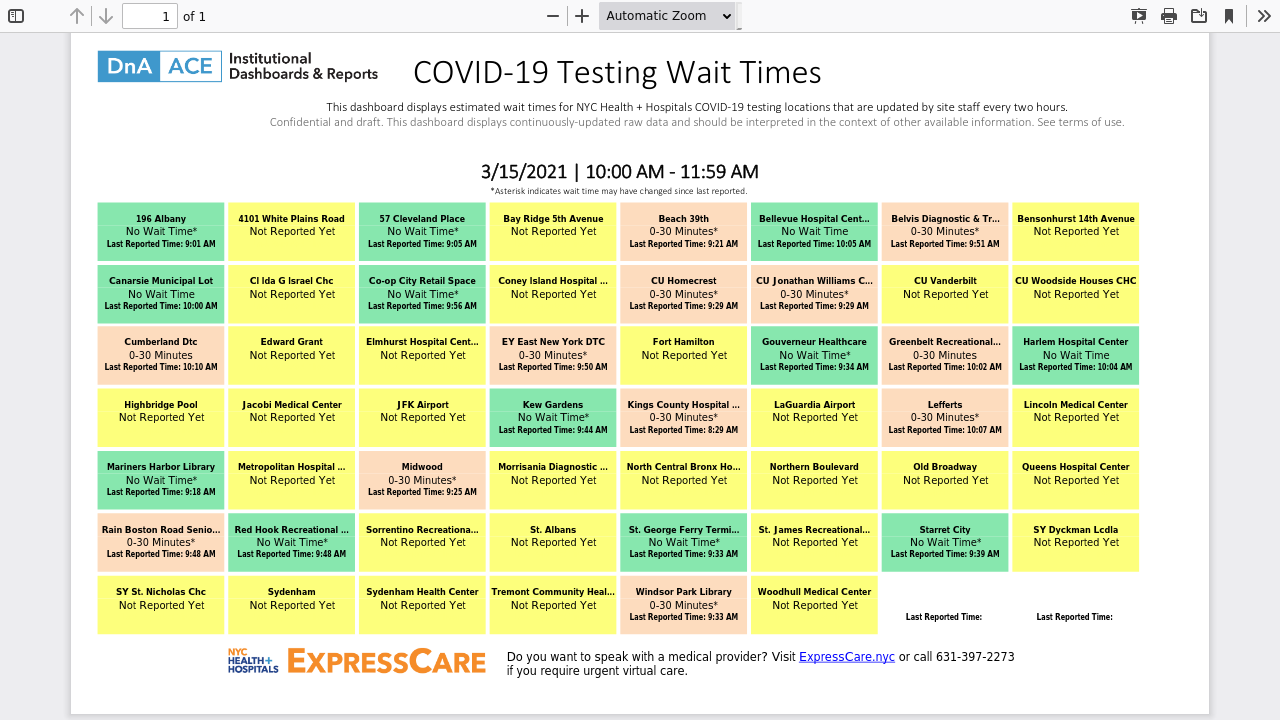 1 of 1
Automatic Zoom
DnA ACE Institutional
Dashboards & Reports
COVID-19 Testing Wait Times
This dashboard displays estimated wait times for NYC Health + Hospitals COVID-19 testing locations that are updated by site staff every two hours.
Confidential and draft. This dashboard displays continuously-updated raw data and should be interpreted in the context of other available information. See terms of use.
3/15/2021 | 10:00 AM - 11:59 AM
*Asterisk indicates wait time may have changed since last reported.
196 Albany
No Wait Time*
Last Reported Time: 9:01 AM
4101 White Plains Road
Not Reported Yet
57 Cleveland Place
No Wait Time*
Last Reported Time: 9:05 AM
Bay Ridge 5th Avenue
Not Reported Yet
Beach 39th
0-30 Minutes*
Last Reported Time: 9:21 AM
Bellevue Hospital Cent...
No Wait Time
Last Reported Time: 10:05 AM
Belvis Diagnostic & Tr...
0-30 Minutes*
Last Reported Time: 9:51 AM
Bensonhurst 14th Avenue
Not Reported Yet
Canarsie Municipal Lot
No Wait Time
Last Reported Time: 10:00 AM
CI Ida G Israel Chc
Not Reported Yet
Co-op City Retail Space
No Wait Time*
Last Reported Time: 9:56 AM
Coney Island Hospital ...
Not Reported Yet
CU Homecrest
0-30 Minutes*
Last Reported Time: 9:29 AM
CU Jonathan Williams C...
0-30 Minutes*
Last Reported Time: 9:29 AM
CU Vanderbilt
Not Reported Yet
CU Woodside Houses CHC
Not Reported Yet
Cumberland Dtc
0-30 Minutes
Last Reported Time: 10:10 AM
Edward Grant
Not Reported Yet
Elmhurst Hospital Cent...
Not Reported Yet
EY East New York DTC
0-30 Minutes*
Last Reported Time: 9:50 AM
Fort Hamilton
Not Reported Yet
Gouverneur Healthcare
No Wait Time*
Last Reported Time: 9:34 AM
Greenbelt Recreational...
0-30 Minutes
Last Reported Time: 10:02 AM
Harlem Hospital Center
No Wait Time
Last Reported Time: 10:04 AM
Highbridge Pool
Not Reported Yet
Jacobi Medical Center
Not Reported Yet
JFK Airport
Not Reported Yet
Kew Gardens
No Wait Time*
Last Reported Time: 9:44 AM
Kings County Hospital ...
0-30 Minutes*
Last Reported Time: 8:29 AM
LaGuardia Airport
Not Reported Yet
Lefferts
0-30 Minutes*
Last Reported Time: 10:07 AM
Lincoln Medical Center
Not Reported Yet
Mariners Harbor Library
No Wait Time*
Last Reported Time: 9:18 AM
Metropolitan Hospital ...
Not Reported Yet
Midwood
0-30 Minutes*
Last Reported Time: 9:25 AM
Morrisania Diagnostic ...
Not Reported Yet
North Central Bronx Ho...
Not Reported Yet
Northern Boulevard
Not Reported Yet
Old Broadway
Not Reported Yet
Queens Hospital Center
Not Reported Yet
Rain Boston Road Senio...
0-30 Minutes*
Last Reported Time: 9:48 AM
Red Hook Recreational ...
No Wait Time*
Last Reported Time: 9:48 AM
Sorrentino Recreationa...
Not Reported Yet
St. Albans
Not Reported Yet
St. George Ferry Termi...
No Wait Time*
Last Reported Time: 9:33 AM
St. James Recreational...
Not Reported Yet
Starret City
No Wait Time*
Last Reported Time: 9:39 AM
SY Dyckman Lcdla
Not Reported Yet
SY St. Nicholas Chc
Not Reported Yet
Sydenham
Not Reported Yet
Sydenham Health Center
Not Reported Yet
Tremont Community Heal...
Not Reported Yet
Windsor Park Library
0-30 Minutes*
Last Reported Time: 9:33 AM
Woodhull Medical Center
Not Reported Yet
Last Reported Time:
Last Reported Time:
NYC
HEALTH+
HOSPITALS
EXPRESSCARE
Do you want to speak with a medical provider? Visit ExpressCare.nyc or call 631-397-2273
if you require urgent virtual care.